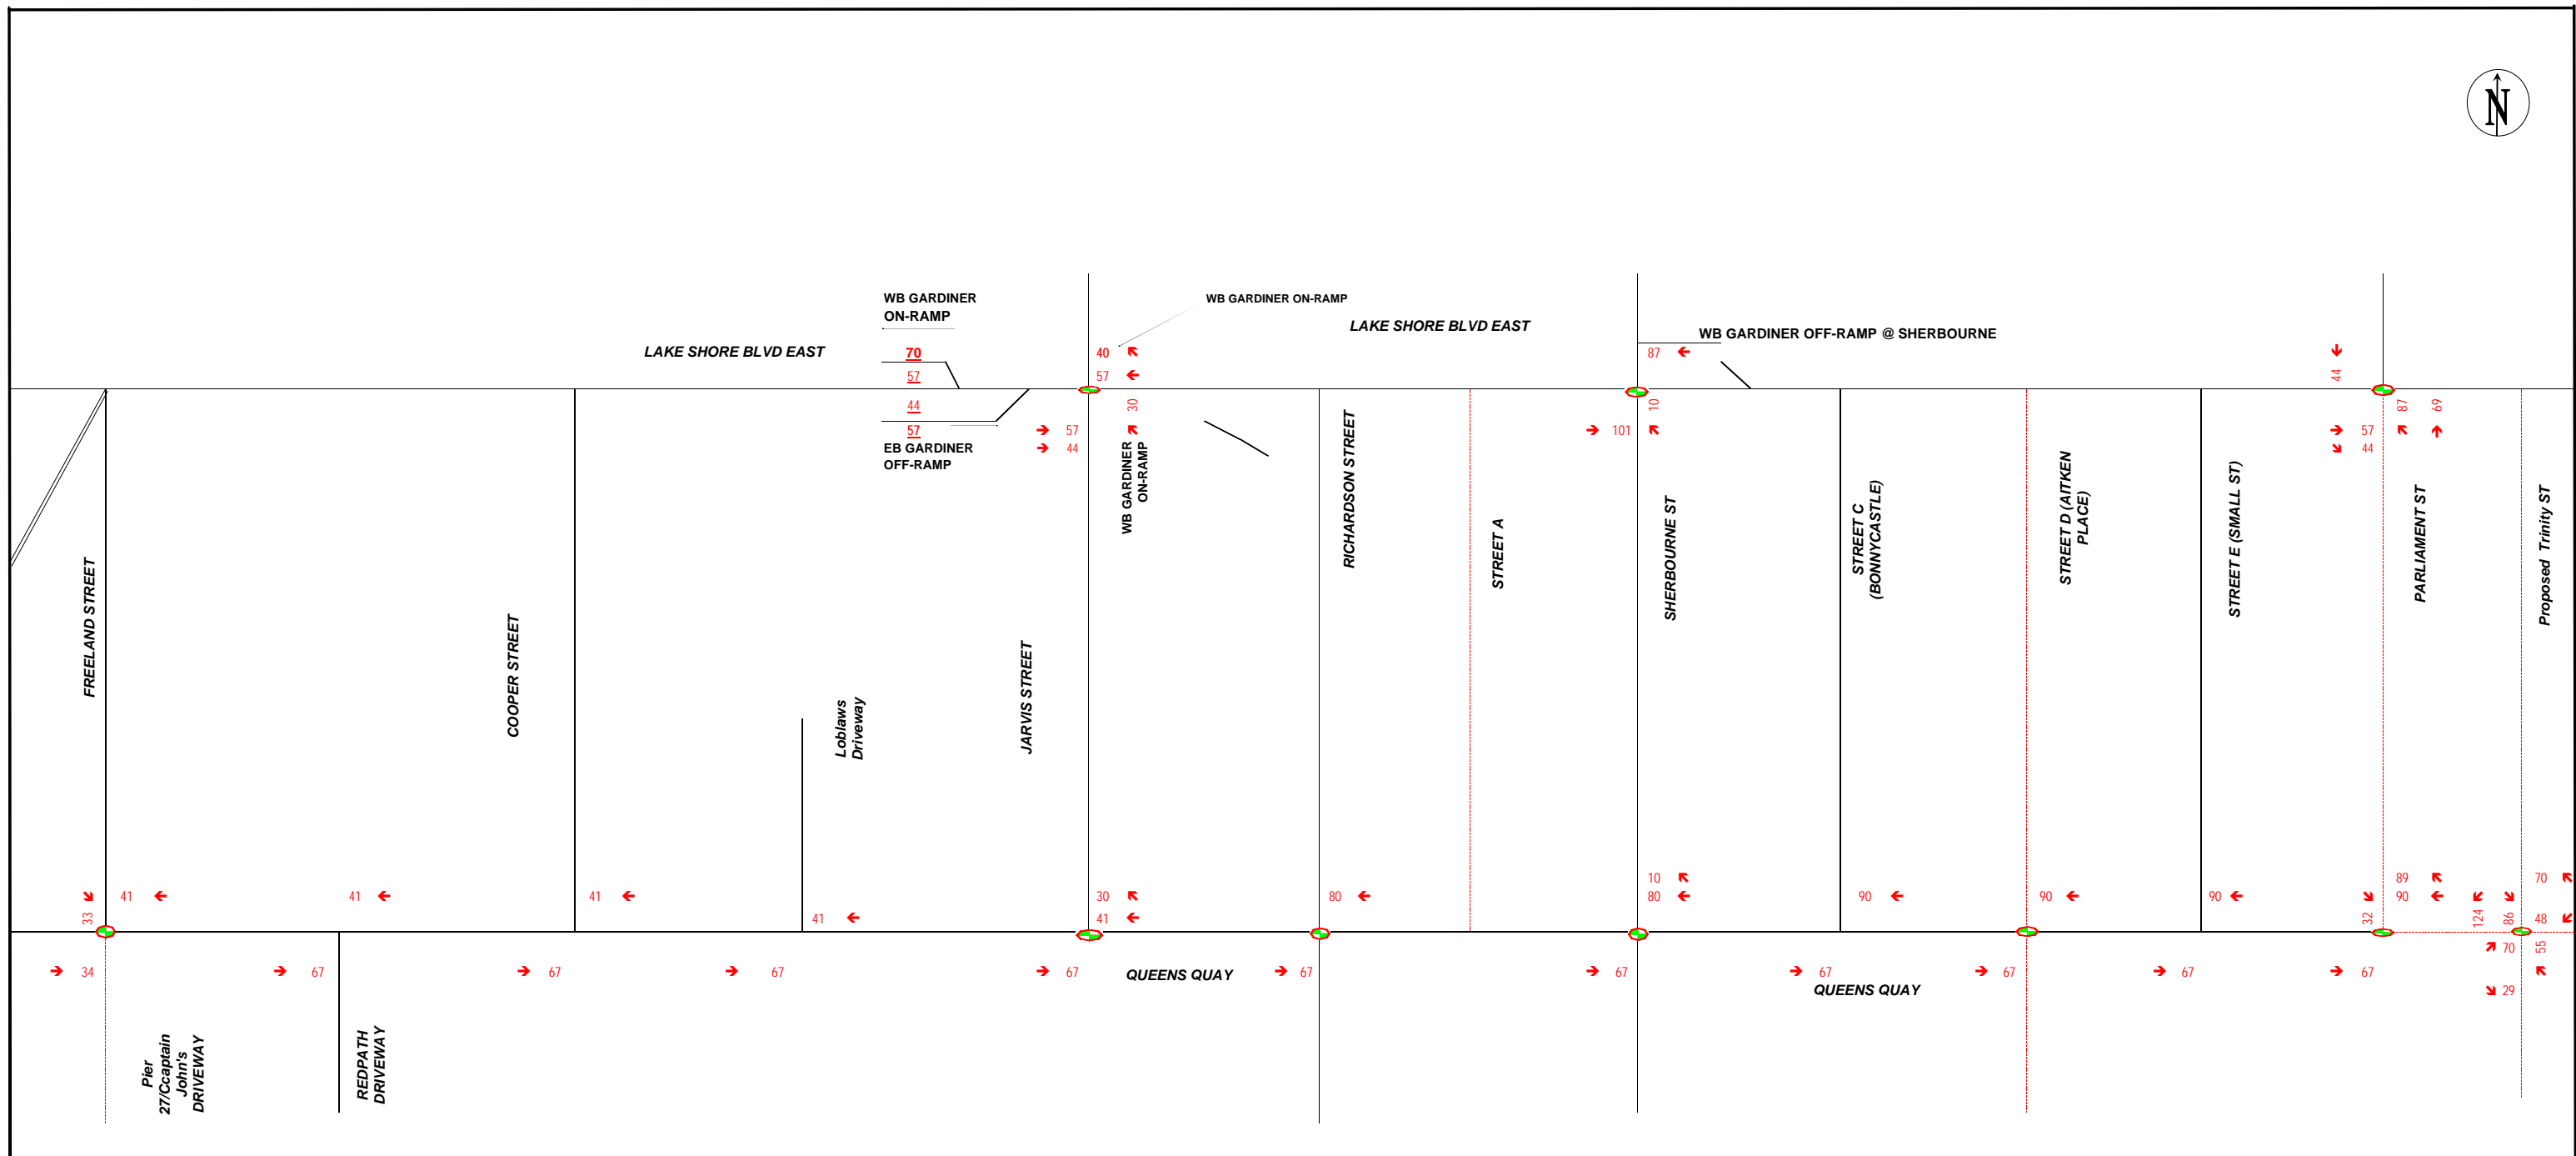 N
WB GARDINER
ON-RAMP
WB GARDINER ON-RAMP
LAKE SHORE BLVD EAST
WB GARDINER OFF-RAMP @ SHERBOURNE
LAKE SHORE BLVD EAST
70
40
87
57
57
44
44
30
10
87
69
57
57
101
57
EB GARDINER
OFF-RAMP
44
44
WB GARDINER
ON-RAMP
FREELAND STREET
COOPER STREET
Loblaws
Driveway
JARVIS STREET
RICHARDSON STREET
STREET A
SHERBOURNE ST
STREET C
(BONNYCASTLE)
STREET D (AITKEN
PLACE)
STREET E (SMALL ST)
PARLIAMENT ST
Proposed Trinity ST
10
89
70
41
41
41
30
80
80
90
90
90
90
33
41
41
32
124
86
48
70
55
34
67
67
67
67
QUEENS QUAY
67
67
67
67
67
67
QUEENS QUAY
29
Pier
27/Ccaptain
John's
DRIVEWAY
REDPATH
DRIVEWAY